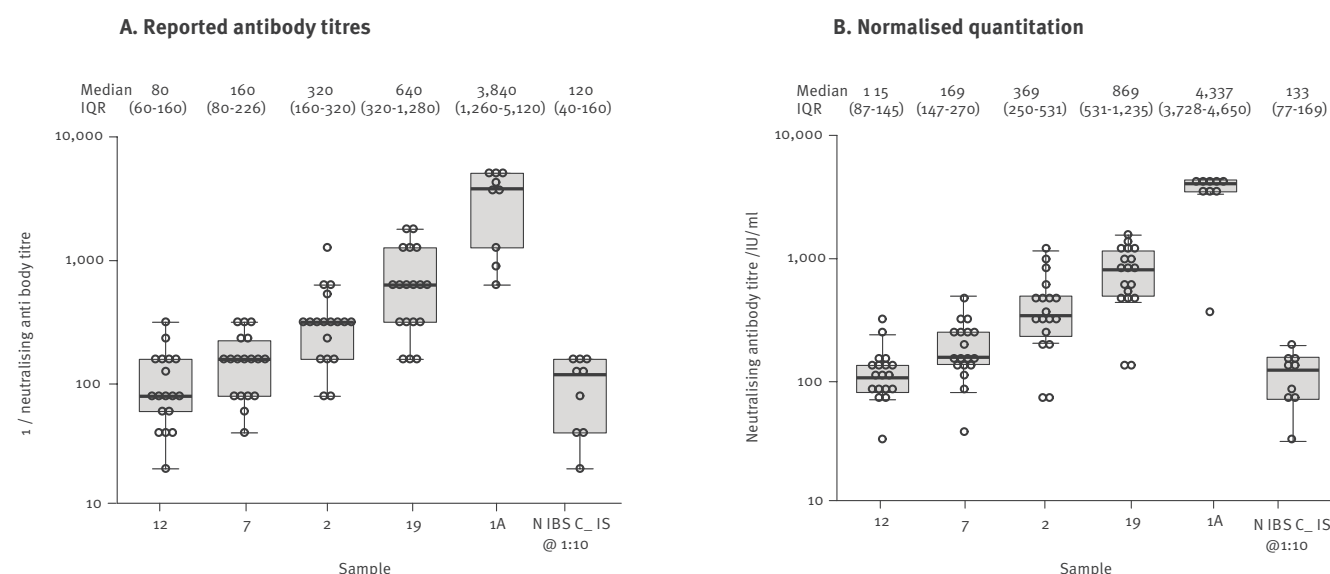 A. Reported antibody titres
Median 80 160 320 640 3,840 120
IQR (60-160) (80-226) (160-320) (320-1,280) (1,260-5,120) (40-160)
10,000
1,000
100
10
1 / neutralising anti body titre
12 7 2 19 1A N IBS C_ IS
@ 1:10
Sample
B. Normalised quantitation
Median 1 15 169 369 869 4,337 133
IQR (87-145) (147-270) (250-531) (531-1,235) (3,728-4,650) (77-169)
10,000
1,000
100
10
Neutralising antibody titre /IU/ml
12 7 2 19 1A N IBS C_ IS
@1:10
Sample